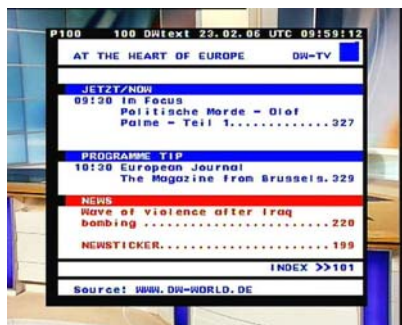 P100 100 DWtext 23.02.06 UTC 09:59:12
AT THE HEART OF EUROPE DW-TV
JETZT/NOW
09:30 Im Focus
Politische Morde - Olof
Palme - Teil 1............327
PROGRAMME TIP
10:30 European Journal
The Magazine from Brussels.329
NEWS
Wave of violence after Iraq
bombing ......................220
NEWSTICKER....................199
INDEX >>101
Source: WWW.DW-WORLD.DE